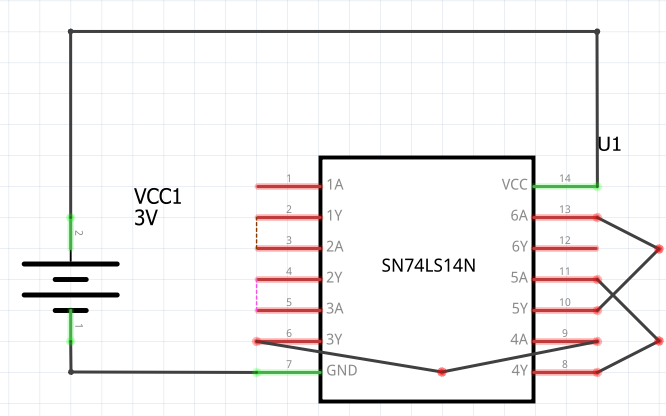 U1
1 1A VCC 14
2 1Y 6A 13
3 2A 6Y 12
4 2Y 5A 11
5 3A 5Y 10
6 3Y 4A 9
7 GND 4Y 8
SN74LS14N
VCC1
3V
2
1